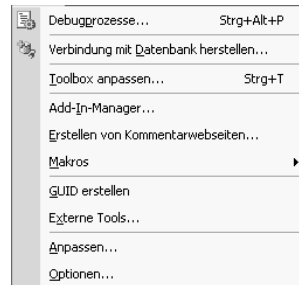 Debugprozesse... Strg+Alt+P
Verbindung mit Datenbank herstellen...
Toolbox anpassen... Strg+T
Add-In-Manager...
Erstellen von Kommentarwebseiten...
Makros
GUID erstellen
Externe Tools...
Anpassen...
Optionen...